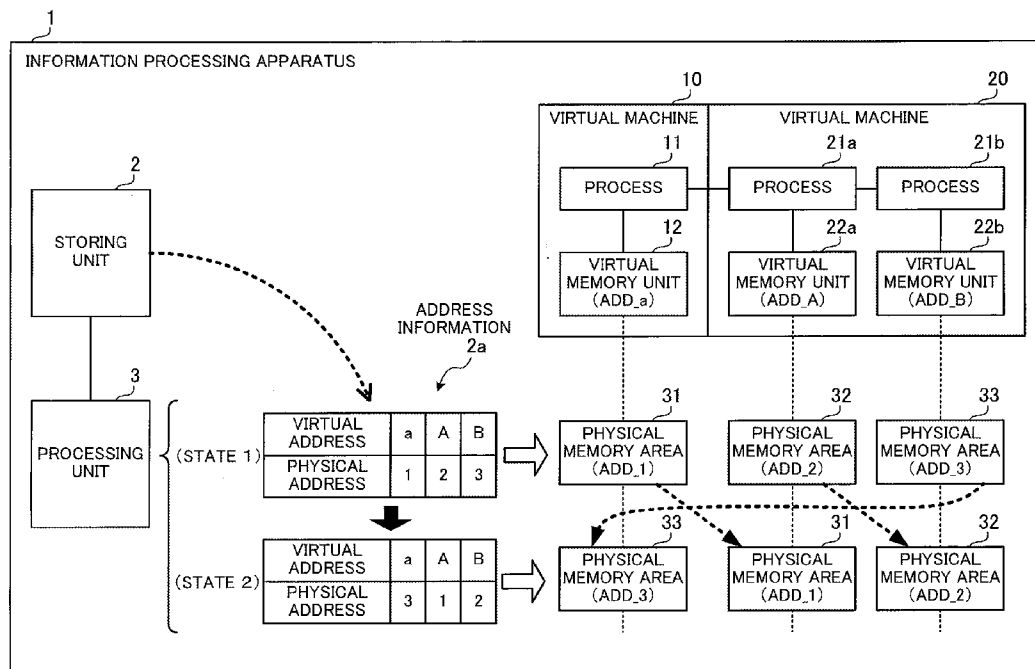 1
INFORMATION PROCESSING APPARATUS
10
20
VIRTUAL MACHINE
VIRTUAL MACHINE
11
21a
21b
PROCESS
PROCESS
PROCESS
2
STORING
UNIT
12
22a
22b
VIRTUAL
MEMORY UNIT
(ADD_a)
VIRTUAL
MEMORY UNIT
(ADD_A)
VIRTUAL
MEMORY UNIT
(ADD_B)
ADDRESS
INFORMATION
2a
3
PROCESSING
UNIT
(STATE 1)
VIRTUAL
ADDRESS
a A B
PHYSICAL
ADDRESS
1 2 3
31
32
33
PHYSICAL
MEMORY AREA
(ADD_1)
PHYSICAL
MEMORY AREA
(ADD_2)
PHYSICAL
MEMORY AREA
(ADD_3)
(STATE 2)
VIRTUAL
ADDRESS
a A B
PHYSICAL
ADDRESS
3 1 2
33
31
32
PHYSICAL
MEMORY AREA
(ADD_3)
PHYSICAL
MEMORY AREA
(ADD_1)
PHYSICAL
MEMORY AREA
(ADD_2)